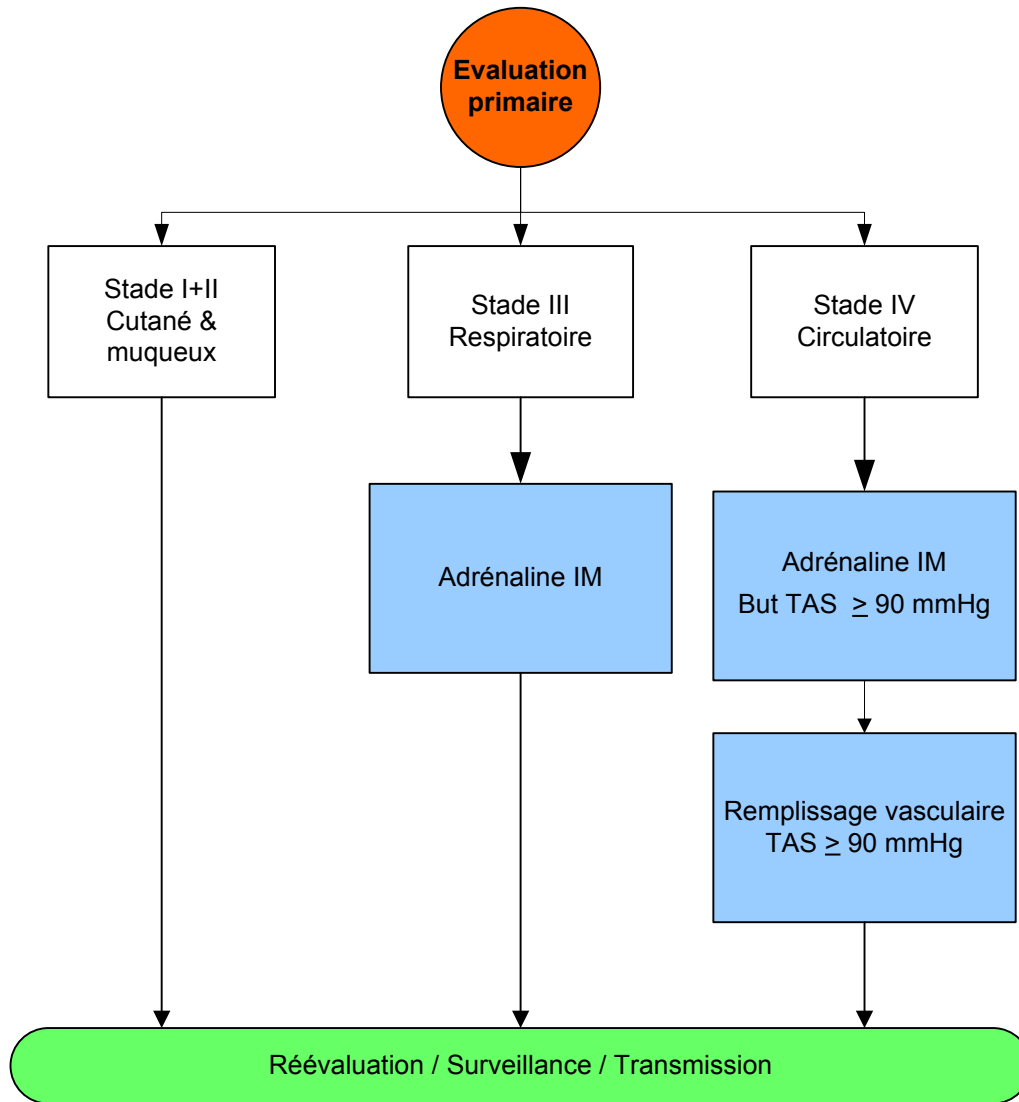 Evaluation
primaire
Stade I+II
Cutané &
muqueux
Stade III
Respiratoire
Stade IV
Circulatoire
Adrénaline IM
Adrénaline IM
But TAS ≥ 90 mmHg
Remplissage vasculaire
TAS ≥ 90 mmHg
Réévaluation / Surveillance / Transmission